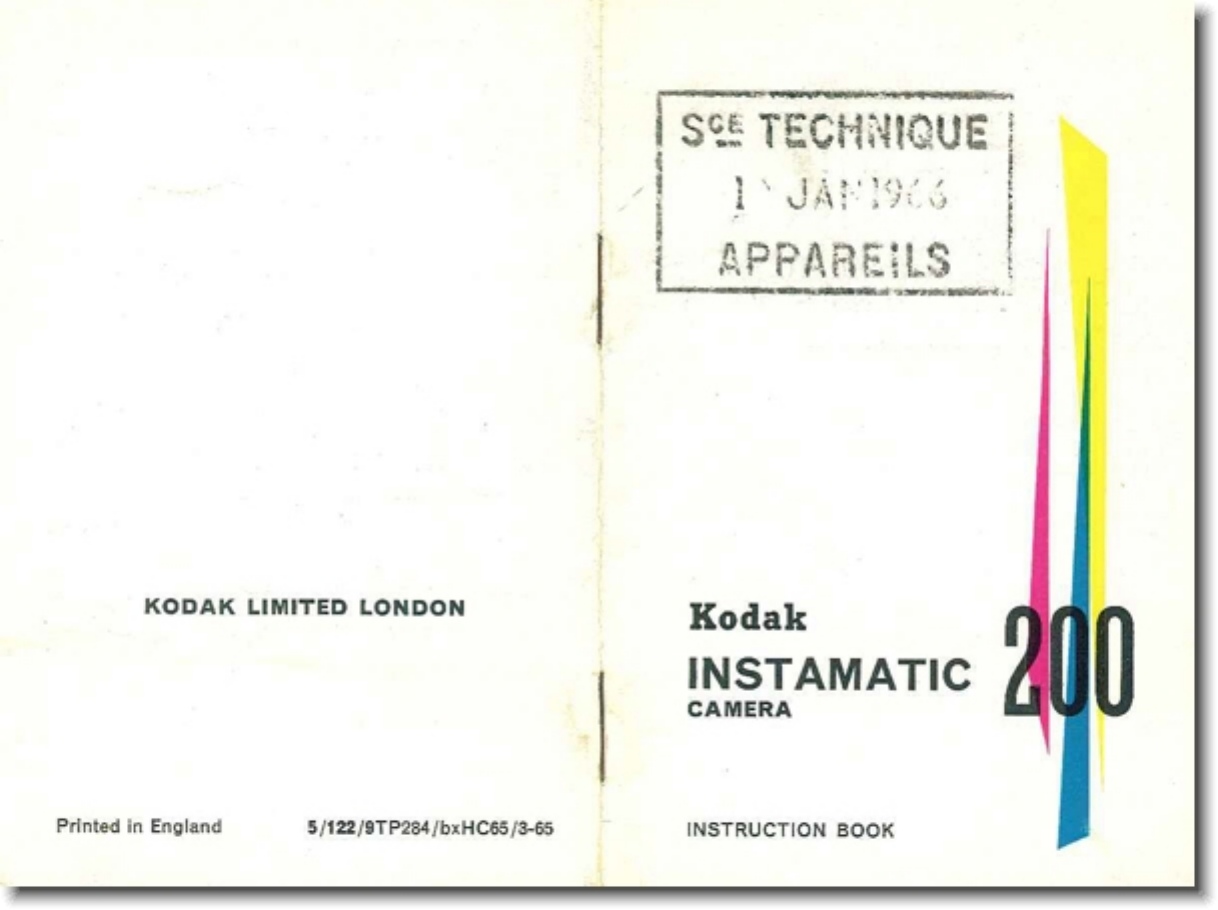 KODAK LIMITED LONDON
Printed in England 5/122/9TP284/bxHC65/3-65
SCE TECHNIQUE
JAN 1966
APPAREILS
Kodak
INSTAMATIC 200
CAMERA
INSTRUCTION BOOK